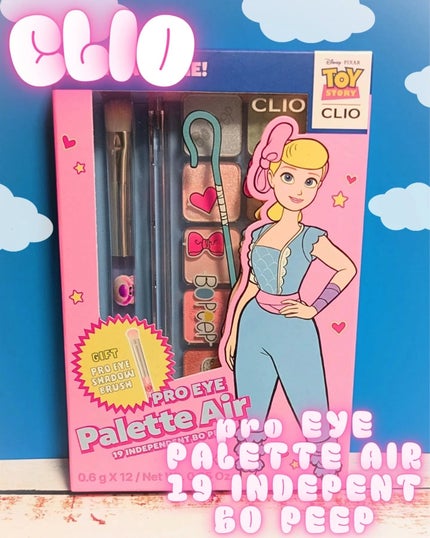 CLIO
E!
Disney PIXAR
TOY
STORY
CLIO
CLIO
BO PEEP
GIFT
PRO EYE
SHADOW
BRUSH
PRO EYE
Palette Air
19 INDEPENDENT BO P
0.6 g X 12 / Net
Oz
Pro EYE
PALETTE AIR
19 INDEPENT
BO PEEP